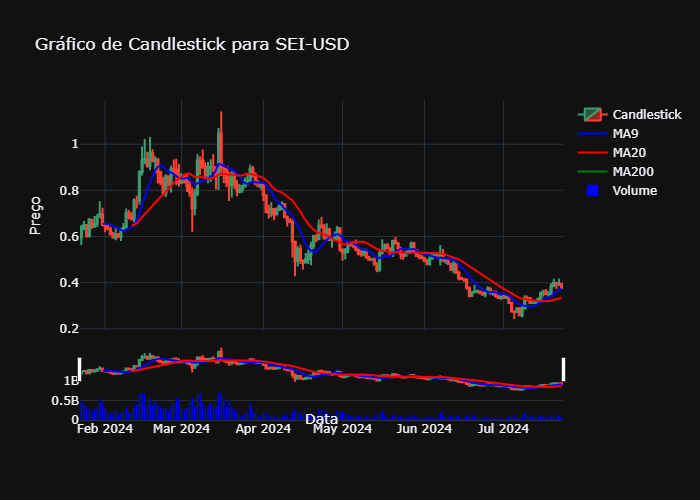 Gráfico de Candlestick para SEI-USD
Candlestick
MA9
MA20
MA200
Volume
Preço
1
0.8
0.6
0.4
0.2
1B
0.5B
0
Feb 2024
Mar 2024
Apr 2024
May 2024
Jun 2024
Jul 2024
Data